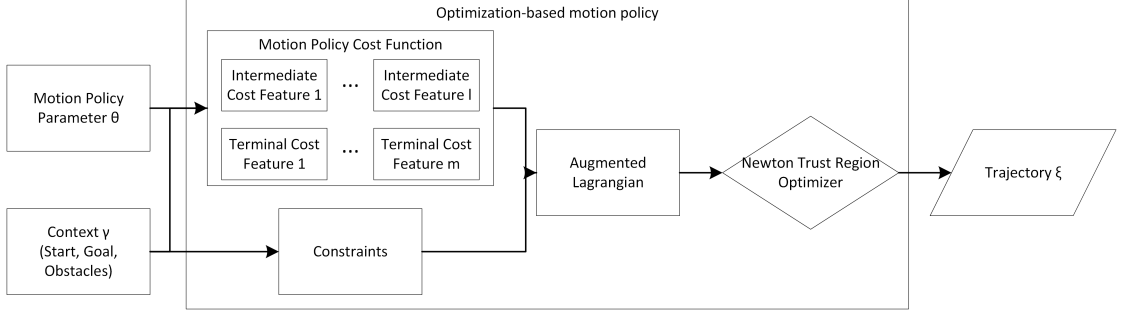 Optimization-based motion policy
Motion Policy Cost Function
Intermediate
Cost Feature 1
...
Intermediate
Cost Feature l
Terminal Cost
Feature 1
...
Terminal Cost
Feature m
Motion Policy
Parameter θ
Context γ
(Start, Goal,
Obstacles)
Constraints
Augmented
Lagrangian
Newton Trust Region
Optimizer
Trajectory ξ